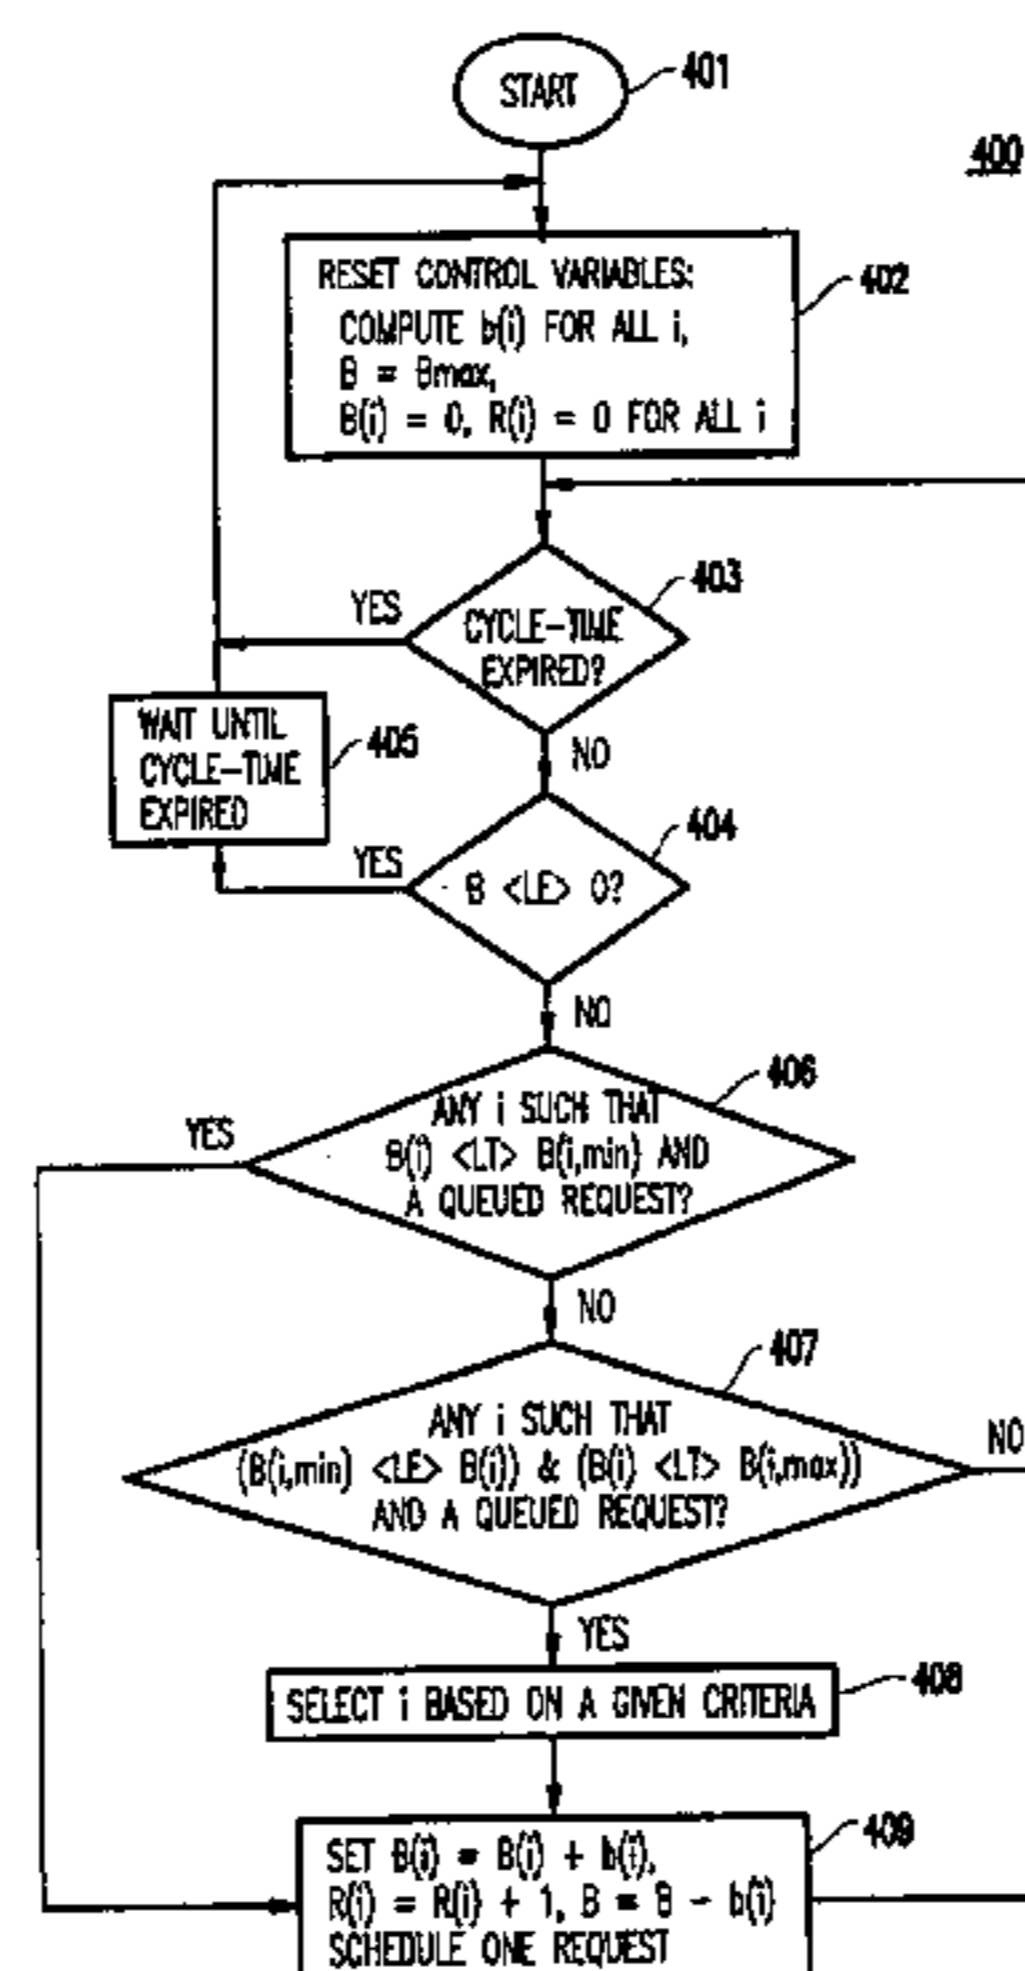 START
401
400
RESET CONTROL VARIABLES:
COMPUTE b(i) FOR ALL i,
B = Bmax,
B(i) = 0, R(i) = 0 FOR ALL i
402
403
YES
CYCLE-TIME
EXPIRED?
NO
WAIT UNTIL
CYCLE-TIME
EXPIRED
405
404
YES
B <LE> 0?
NO
406
YES
ANY i SUCH THAT
B(i) <LT> B(i,min) AND
A QUEUED REQUEST?
NO
407
ANY i SUCH THAT
(B(i,min) <LE> B(i)) & (B(i) <LT> B(i,max))
AND A QUEUED REQUEST?
NO
YES
408
SELECT i BASED ON A GIVEN CRITERIA
409
SET B(i) = B(i) + b(i),
R(i) = R(i) + 1, B = B - b(i)
SCHEDULE ONE REQUEST